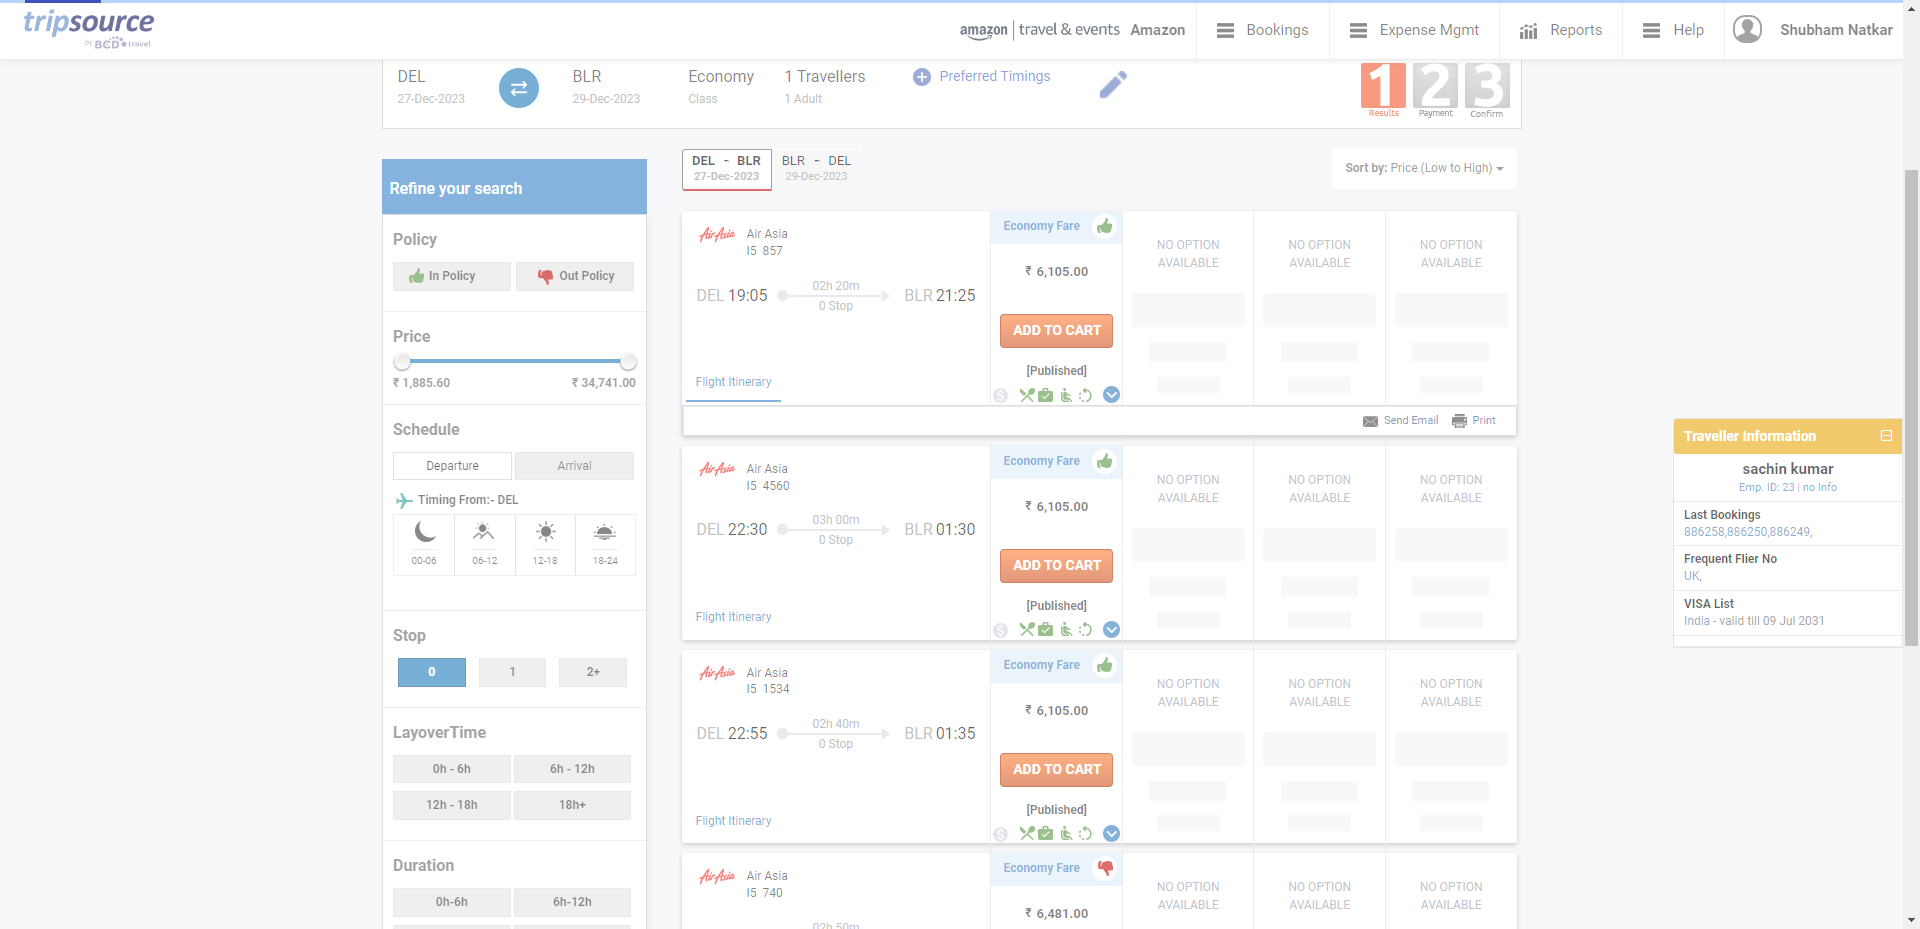 tripsource
by BCD travel
amazon | travel & events Amazon
Bookings
Expense Mgmt
Reports
Help
Shubham Natkar
DEL
27-Dec-2023
BLR
29-Dec-2023
Economy
Class
1 Travellers
1 Adult
Preferred Timings
1
Results
2
Payment
3
Confirm
Refine your search
Policy
In Policy
Out Policy
Price
₹ 1,885.60
₹ 34,741.00
Schedule
Departure
Arrival
Timing From:- DEL
00-06
06-12
12-18
18-24
Stop
0
1
2+
LayoverTime
0h - 6h
6h - 12h
12h - 18h
18h+
Duration
0h-6h
6h-12h
DEL - BLR
27-Dec-2023
BLR - DEL
29-Dec-2023
Sort by: Price (Low to High)
AirAsia
Air Asia
I5 857
DEL 19:05
02h 20m
0 Stop
BLR 21:25
Flight Itinerary
Economy Fare
₹ 6,105.00
ADD TO CART
[Published]
NO OPTION
AVAILABLE
NO OPTION
AVAILABLE
NO OPTION
AVAILABLE
Send Email
Print
AirAsia
Air Asia
I5 4560
DEL 22:30
03h 00m
0 Stop
BLR 01:30
Flight Itinerary
Economy Fare
₹ 6,105.00
ADD TO CART
[Published]
NO OPTION
AVAILABLE
NO OPTION
AVAILABLE
NO OPTION
AVAILABLE
AirAsia
Air Asia
I5 1534
DEL 22:55
02h 40m
0 Stop
BLR 01:35
Flight Itinerary
Economy Fare
₹ 6,105.00
ADD TO CART
[Published]
NO OPTION
AVAILABLE
NO OPTION
AVAILABLE
NO OPTION
AVAILABLE
AirAsia
Air Asia
I5 740
02h 50m
Economy Fare
₹ 6,481.00
NO OPTION
AVAILABLE
NO OPTION
AVAILABLE
NO OPTION
AVAILABLE
Traveller Information
sachin kumar
Emp. ID: 23 | no Info
Last Bookings
886258,886250,886249,
Frequent Flier No
UK,
VISA List
India - valid till 09 Jul 2031